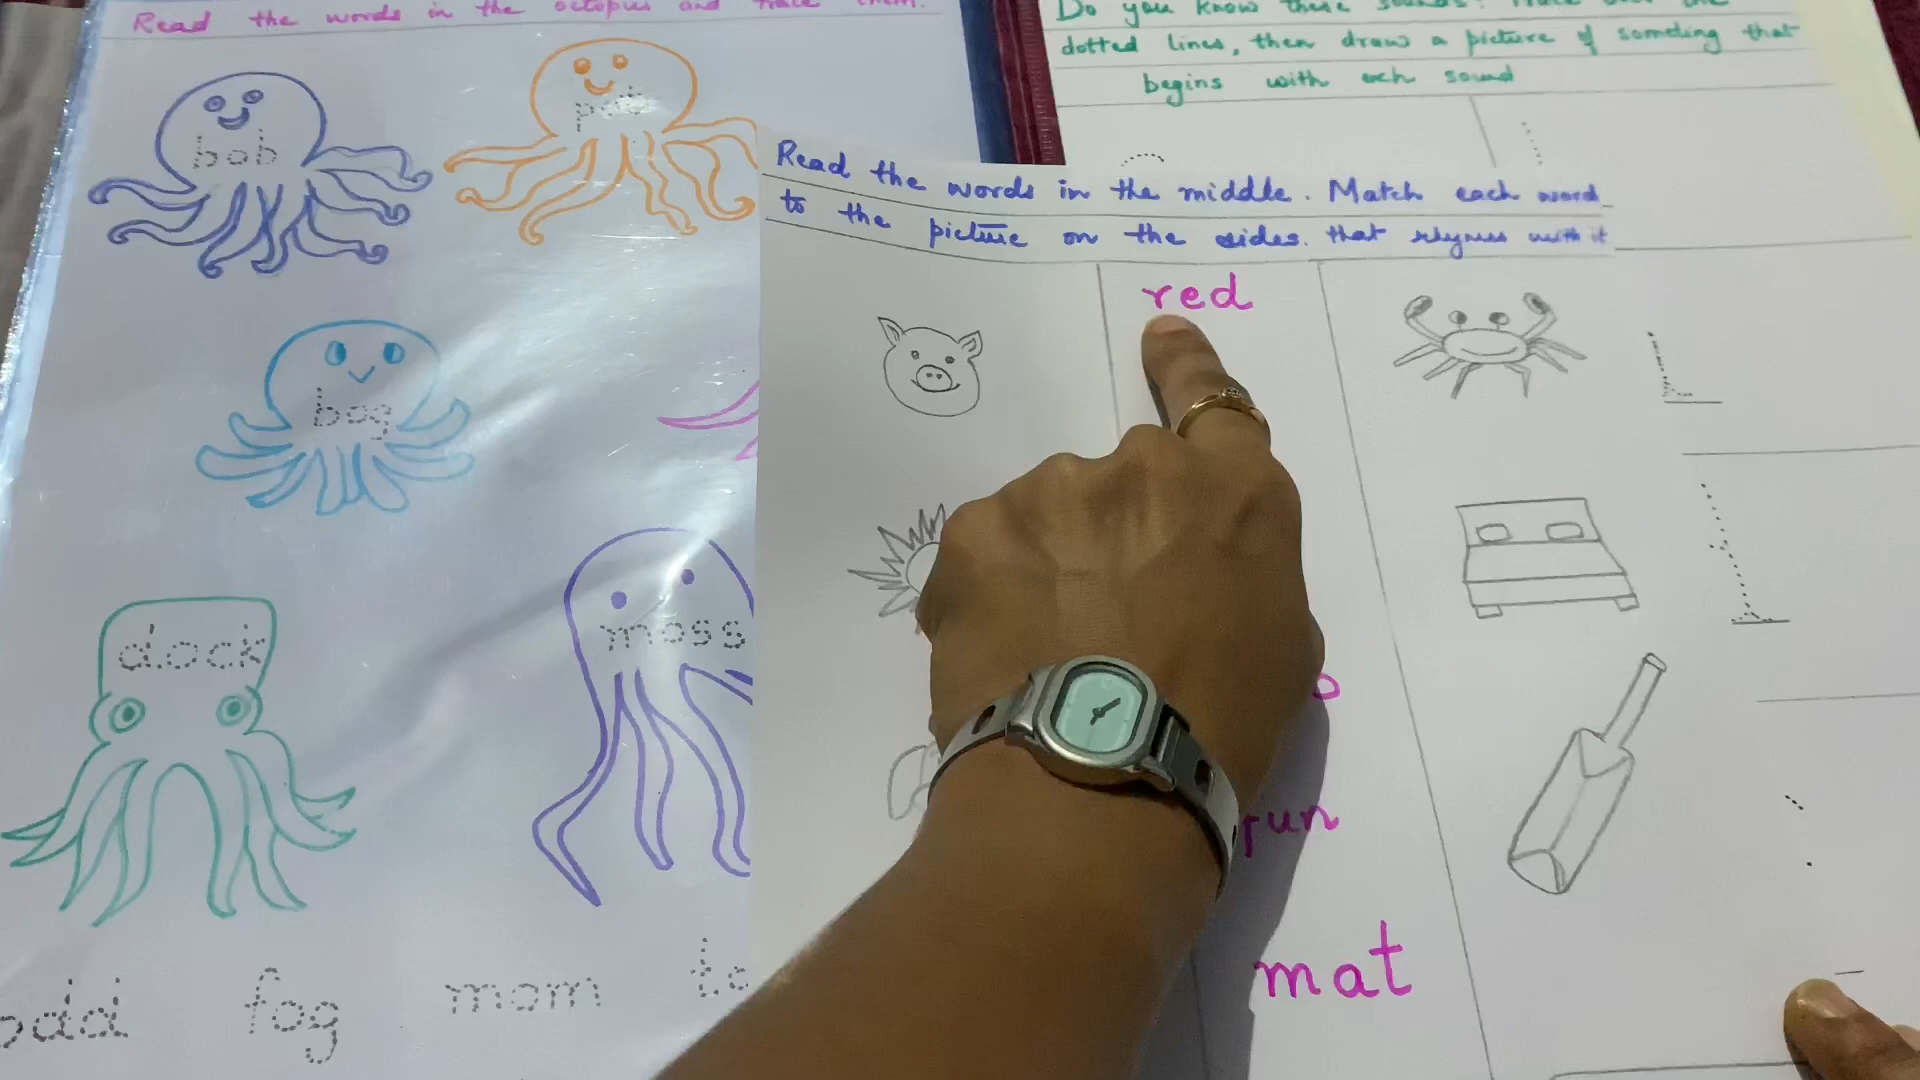 Read the words in the octopus and trace them.
bob
bog
dock
moss
odd fog mom
Do you know these sounds? Trace over the
dotted lines, then draw a picture of someding that
begins with each sound
Read the words in the middle. Match each word
to the picture on the sides. that rhymes with it
red
run
mat